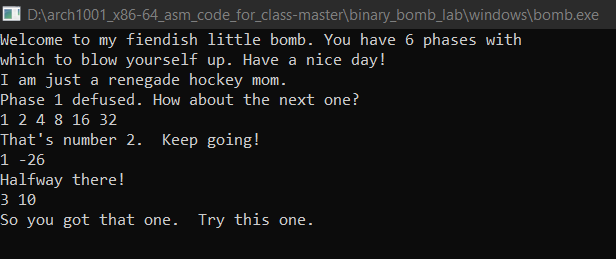 D:\arch1001_x86-64_asm_code_for_class-master\binary_bomb_lab\windows\bomb.exe
Welcome to my fiendish little bomb. You have 6 phases with
which to blow yourself up. Have a nice day!
I am just a renegade hockey mom.
Phase 1 defused. How about the next one?
1 2 4 8 16 32
That's number 2.  Keep going!
1 -26
Halfway there!
3 10
So you got that one.  Try this one.